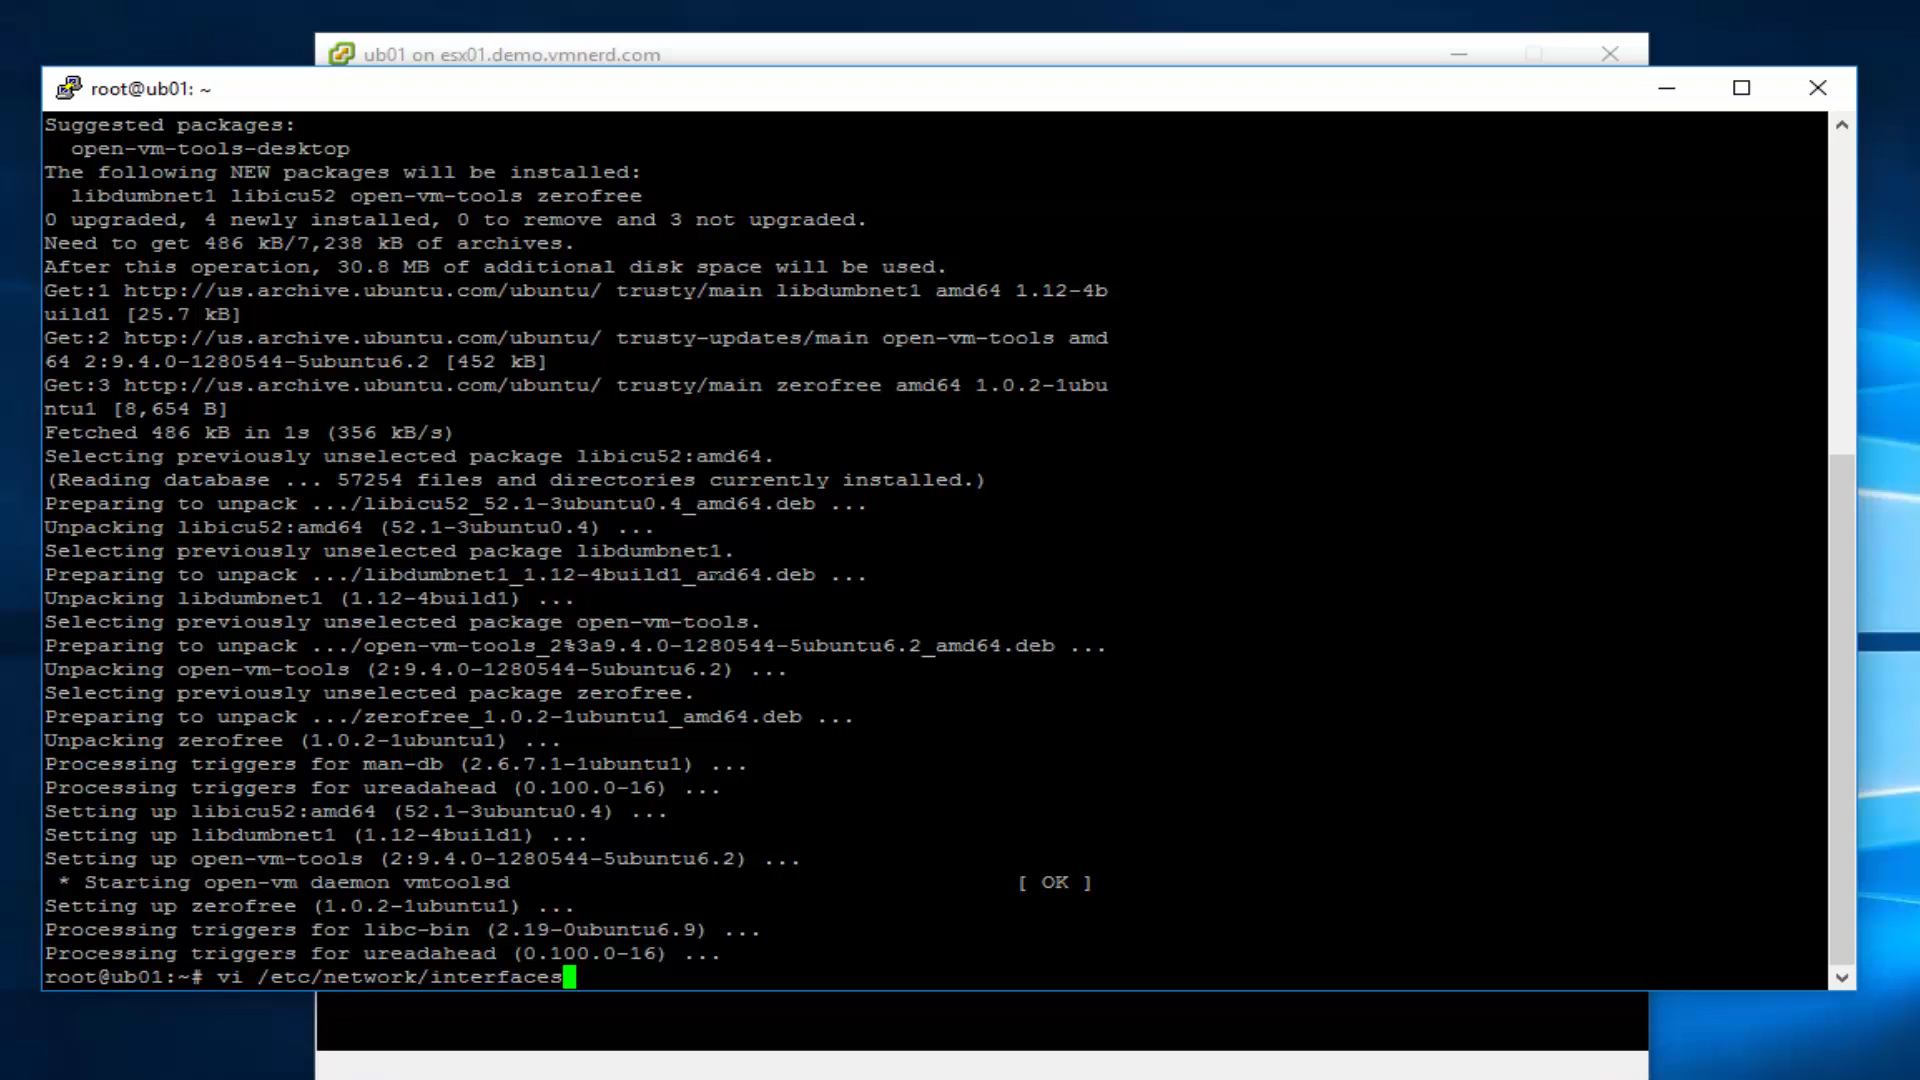 ub01 on esx01.demo.vmnerd.com
root@ub01: ~
Suggested packages:
  open-vm-tools-desktop
The following NEW packages will be installed:
  libdumbnet1 libicu52 open-vm-tools zerofree
0 upgraded, 4 newly installed, 0 to remove and 3 not upgraded.
Need to get 486 kB/7,238 kB of archives.
After this operation, 30.8 MB of additional disk space will be used.
Get:1 http://us.archive.ubuntu.com/ubuntu/ trusty/main libdumbnet1 amd64 1.12-4b
uild1 [25.7 kB]
Get:2 http://us.archive.ubuntu.com/ubuntu/ trusty-updates/main open-vm-tools amd
64 2:9.4.0-1280544-5ubuntu6.2 [452 kB]
Get:3 http://us.archive.ubuntu.com/ubuntu/ trusty/main zerofree amd64 1.0.2-1ubu
ntu1 [8,654 B]
Fetched 486 kB in 1s (356 kB/s)
Selecting previously unselected package libicu52:amd64.
(Reading database ... 57254 files and directories currently installed.)
Preparing to unpack .../libicu52_52.1-3ubuntu0.4_amd64.deb ...
Unpacking libicu52:amd64 (52.1-3ubuntu0.4) ...
Selecting previously unselected package libdumbnet1.
Preparing to unpack .../libdumbnet1_1.12-4build1_amd64.deb ...
Unpacking libdumbnet1 (1.12-4build1) ...
Selecting previously unselected package open-vm-tools.
Preparing to unpack .../open-vm-tools_2%3a9.4.0-1280544-5ubuntu6.2_amd64.deb ...
Unpacking open-vm-tools (2:9.4.0-1280544-5ubuntu6.2) ...
Selecting previously unselected package zerofree.
Preparing to unpack .../zerofree_1.0.2-1ubuntu1_amd64.deb ...
Unpacking zerofree (1.0.2-1ubuntu1) ...
Processing triggers for man-db (2.6.7.1-1ubuntu1) ...
Processing triggers for ureadahead (0.100.0-16) ...
Setting up libicu52:amd64 (52.1-3ubuntu0.4) ...
Setting up libdumbnet1 (1.12-4build1) ...
Setting up open-vm-tools (2:9.4.0-1280544-5ubuntu6.2) ...
 * Starting open-vm daemon vmtoolsd                                       [ OK ]
Setting up zerofree (1.0.2-1ubuntu1) ...
Processing triggers for libc-bin (2.19-0ubuntu6.9) ...
Processing triggers for ureadahead (0.100.0-16) ...
root@ub01:~# vi /etc/network/interfaces